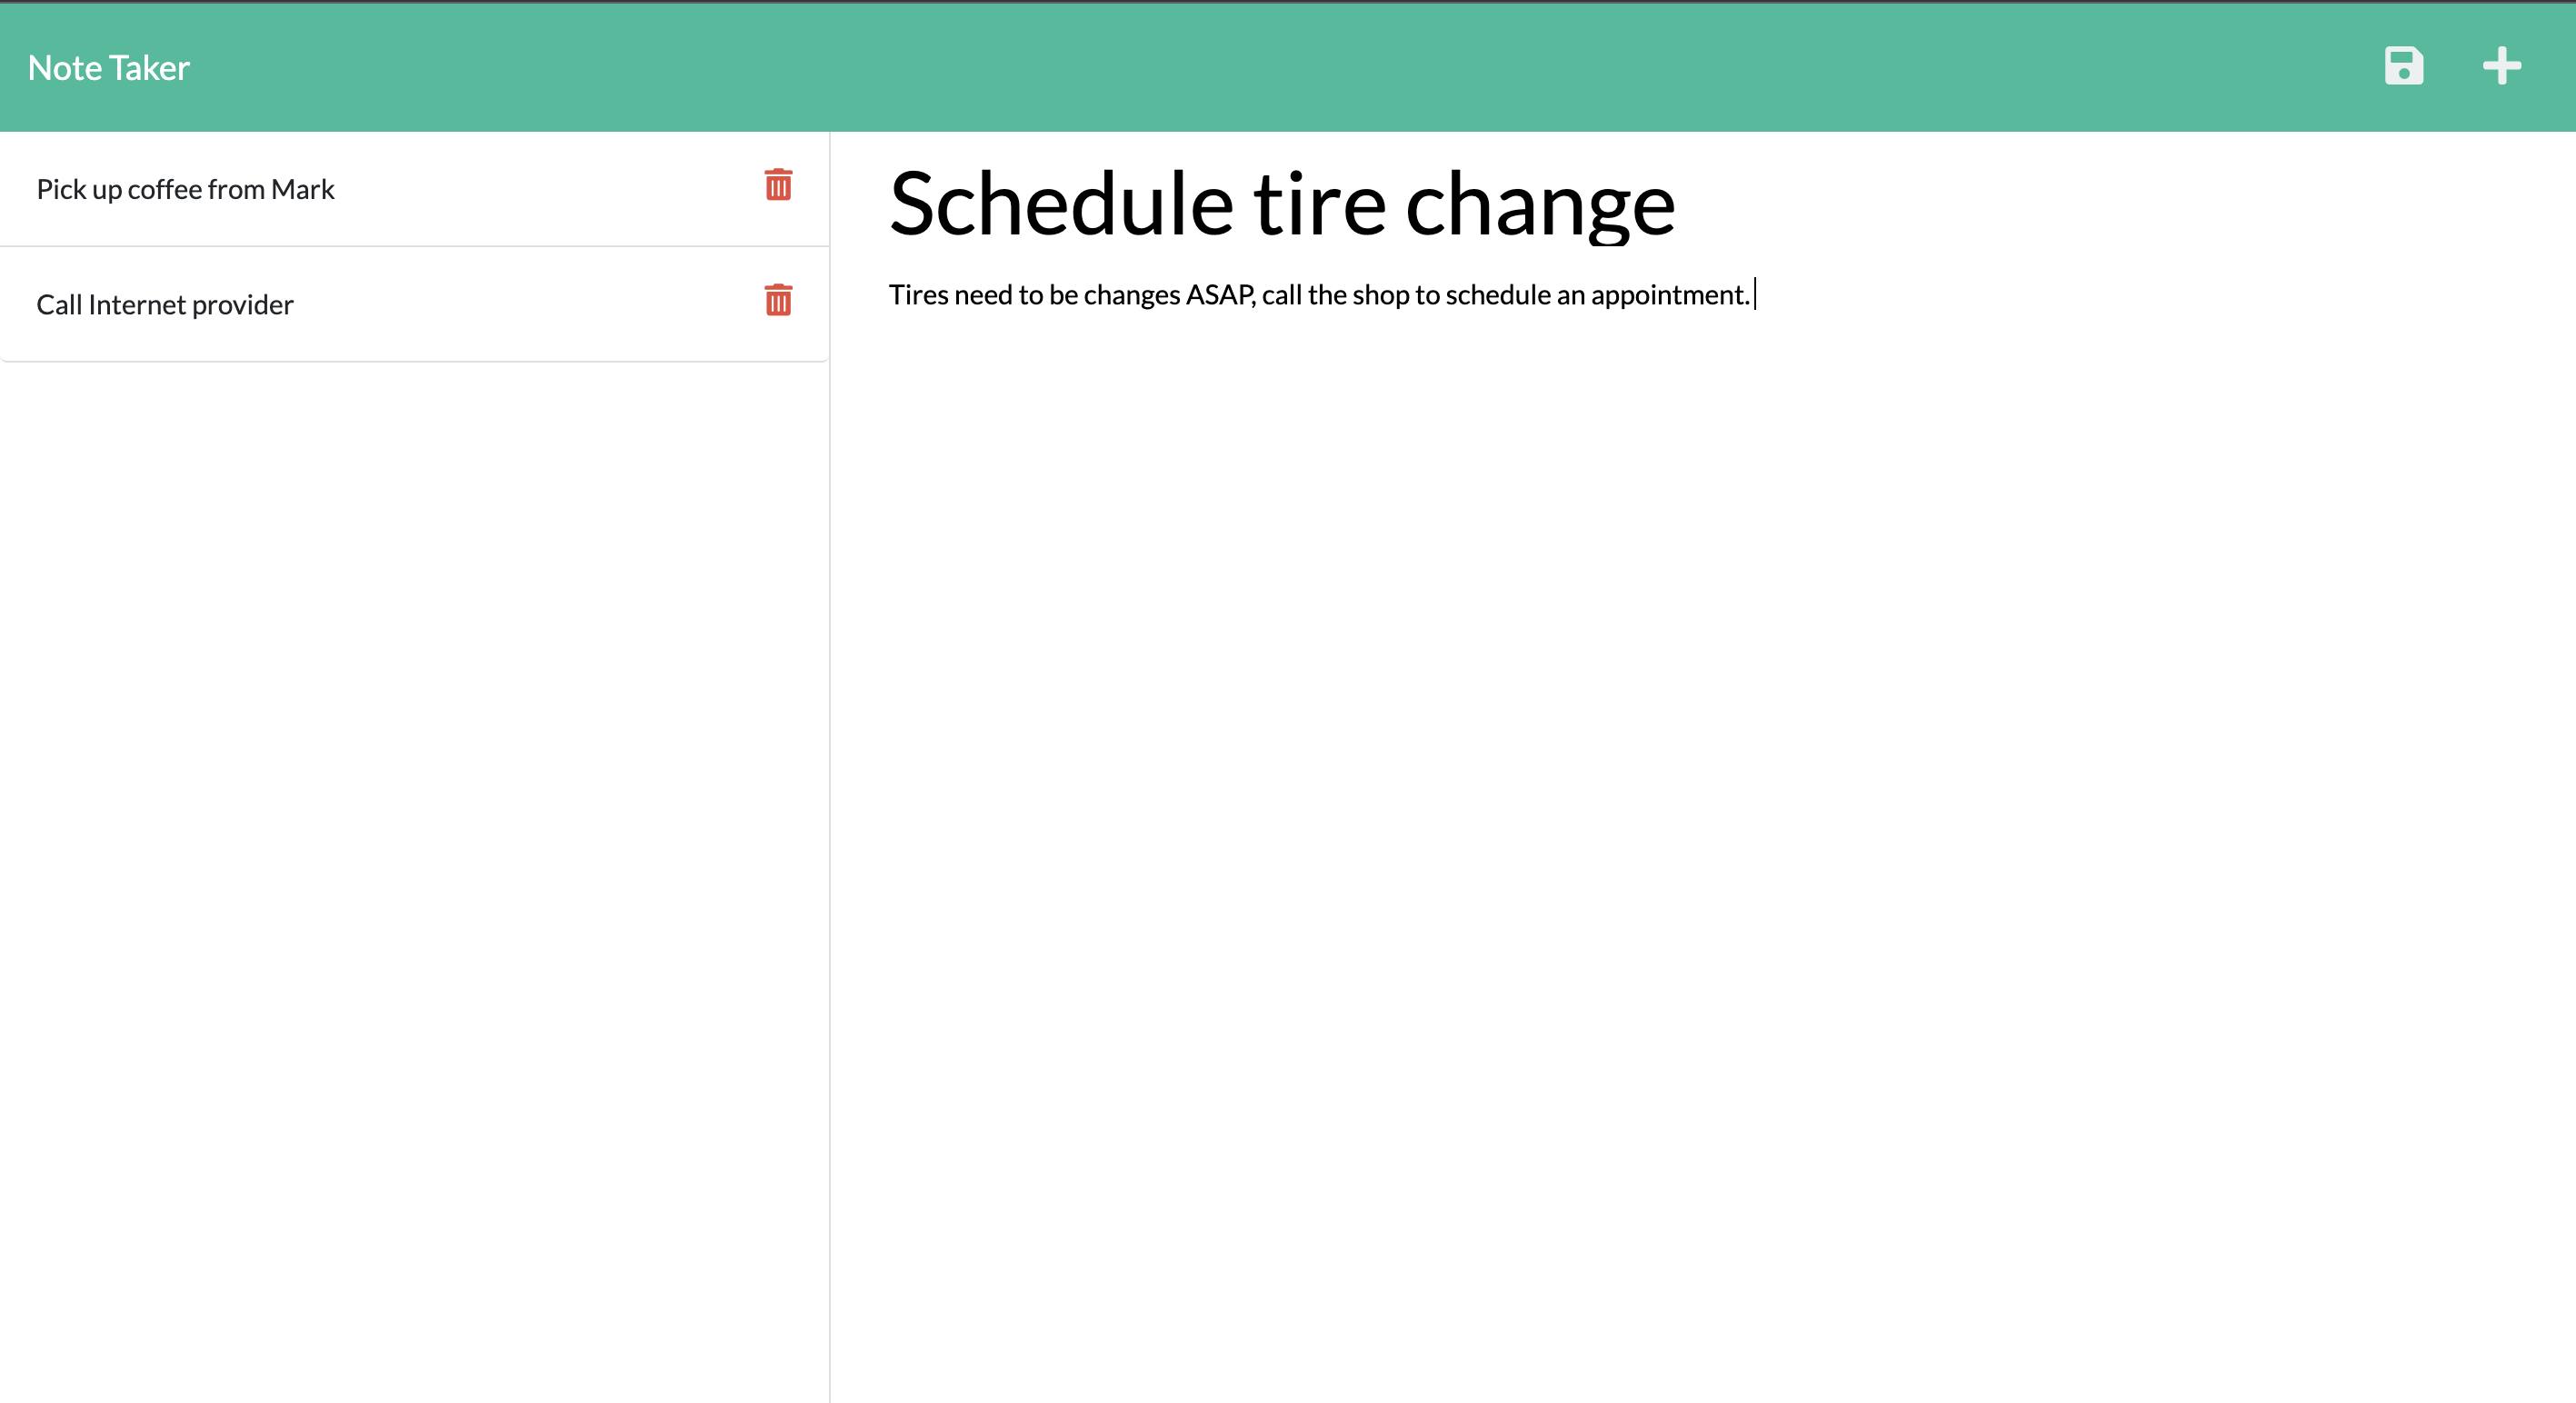 Note Taker
Pick up coffee from Mark
Call Internet provider
Schedule tire change
Tires need to be changes ASAP, call the shop to schedule an appointment.